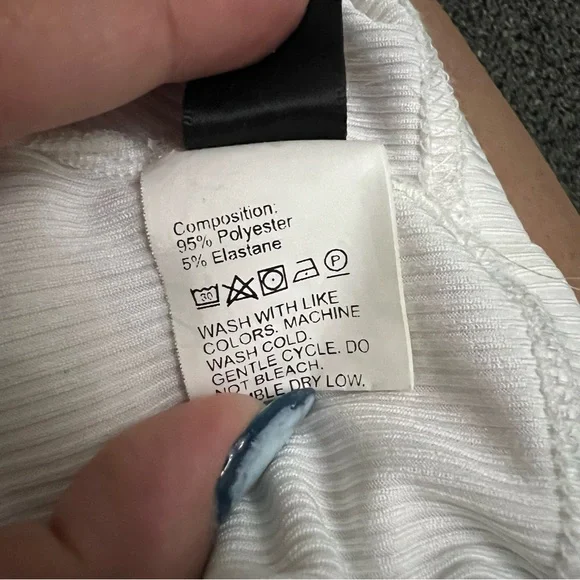 Composition:
95% Polyester
5% Elastane
30 P
WASH WITH LIKE
COLORS. MACHINE
WASH COLD.
GENTLE CYCLE. DO
NOT BLEACH.
DRY LOW.